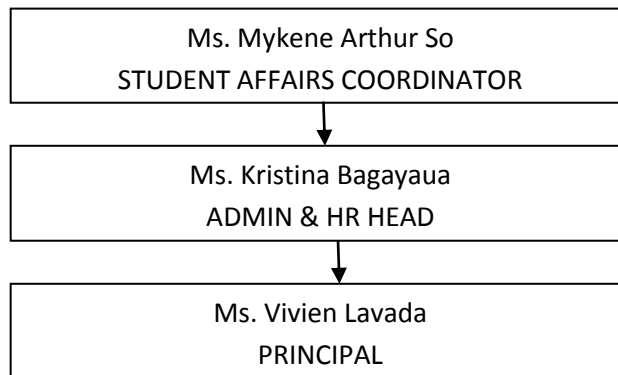 Ms. Mykene Arthur So
STUDENT AFFAIRS COORDINATOR
Ms. Kristina Bagayaua
ADMIN & HR HEAD
Ms. Vivien Lavada
PRINCIPAL